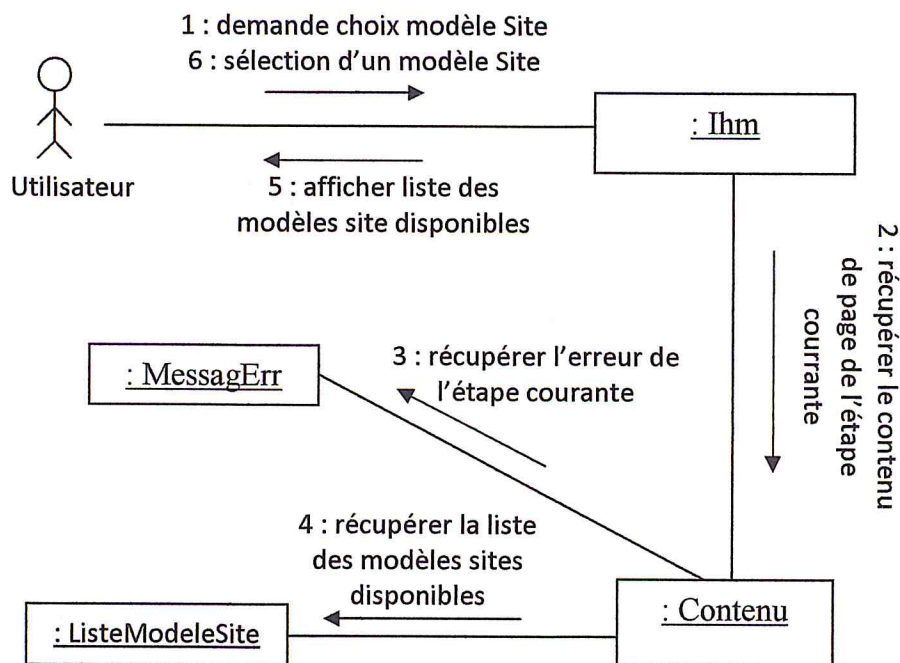 1 : demande choix modèle Site
6 : sélection d'un modèle Site
: Ihm
Utilisateur
5 : afficher liste des
modèles site disponibles
2 : récupérer le contenu
de page de l'étape
courrante
: MessagErr
3 : récupérer l'erreur de
l'étape courante
4 : récupérer la liste
des modèles sites
disponibles
: ListeModeleSite
: Contenu